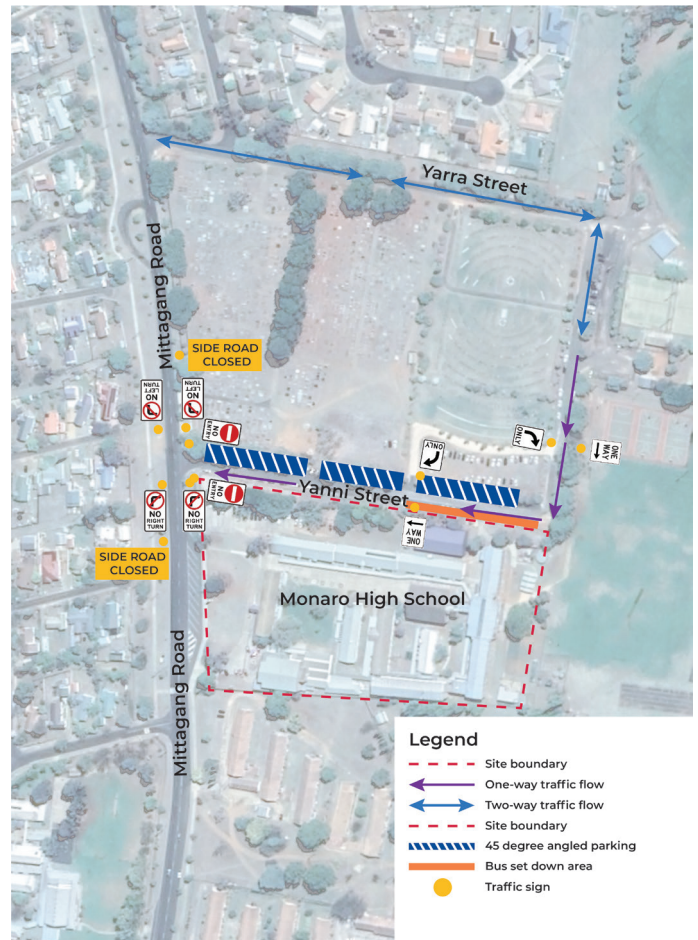 Yarra Street
Mittagang Road
SIDE ROAD
CLOSED
NO
LEFT
TURN
NO
LEFT
TURN
NO
ENTRY
ONLY
ONLY
ONE
WAY
Yanni Street
NO
RIGHT
TURN
NO
RIGHT
TURN
NO
ENTRY
ONE
WAY
SIDE ROAD
CLOSED
Monaro High School
Mittagang Road
Legend
Site boundary
One-way traffic flow
Two-way traffic flow
Site boundary
45 degree angled parking
Bus set down area
Traffic sign